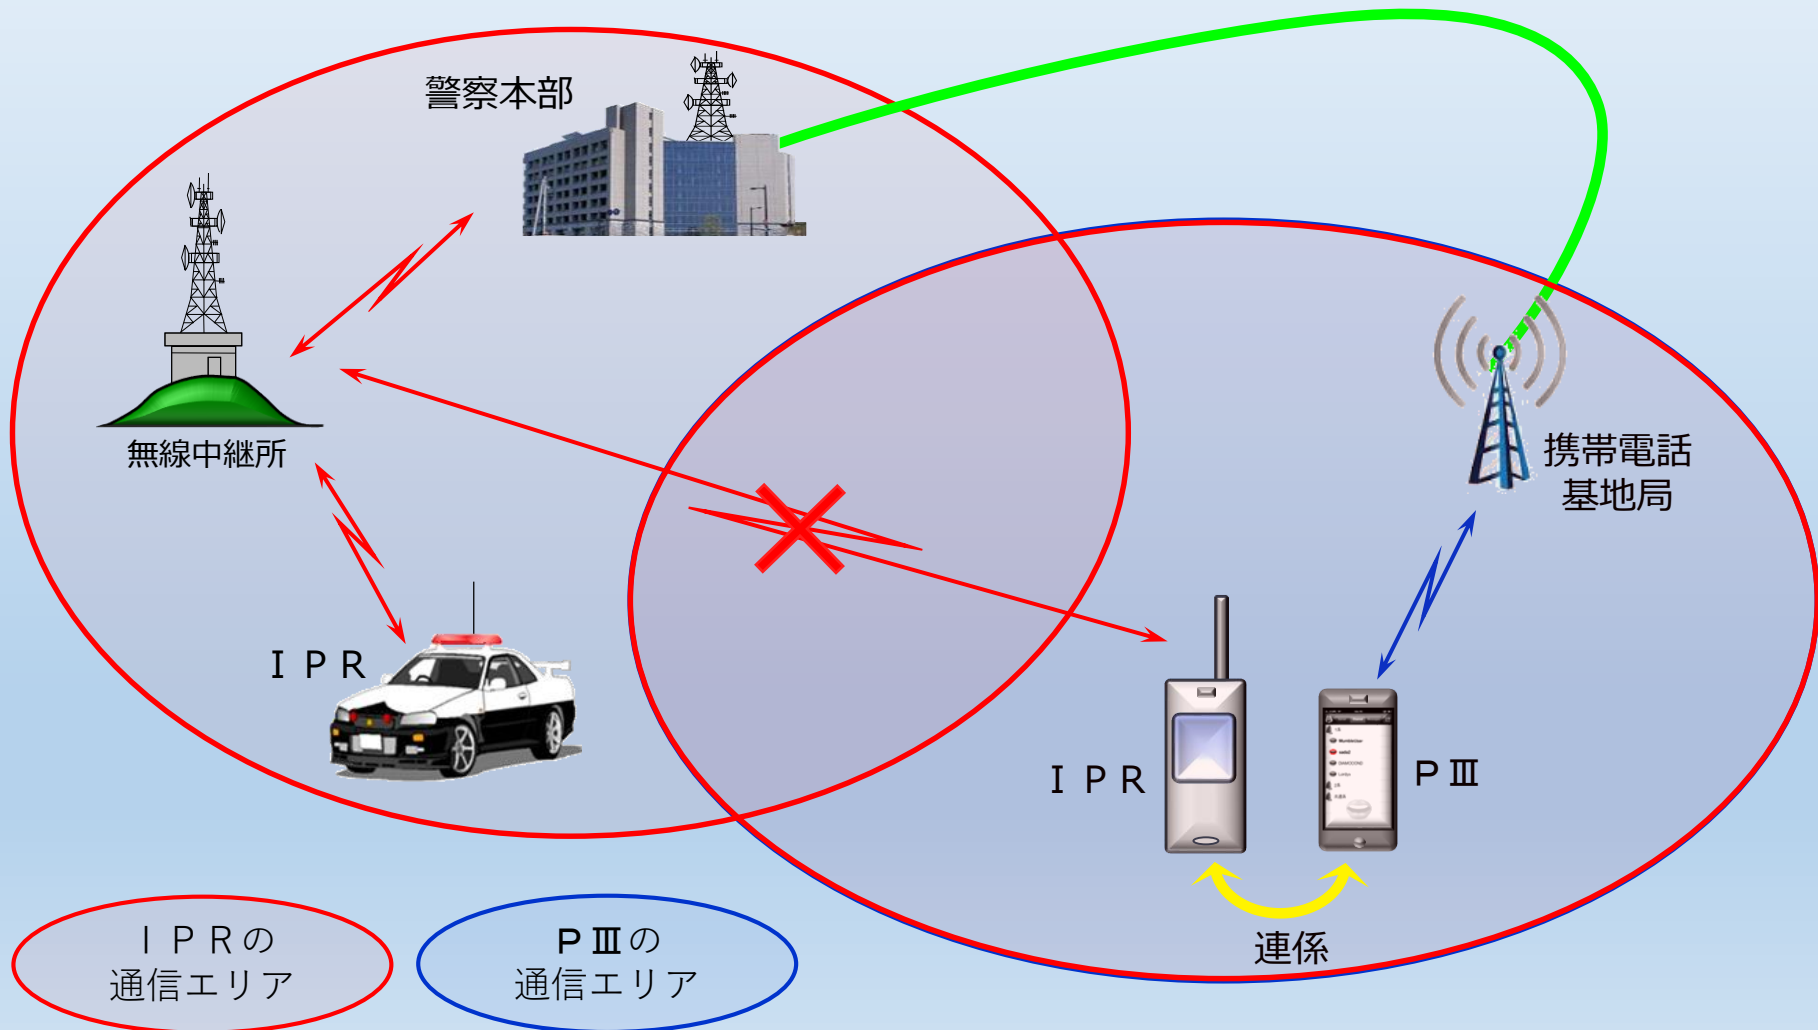 警察本部
無線中継所
ＩＰＲ
携帯電話
基地局
ＩＰＲ
ＰⅢ
連係
ＩＰＲの
通信エリア
ＰⅢの
通信エリア